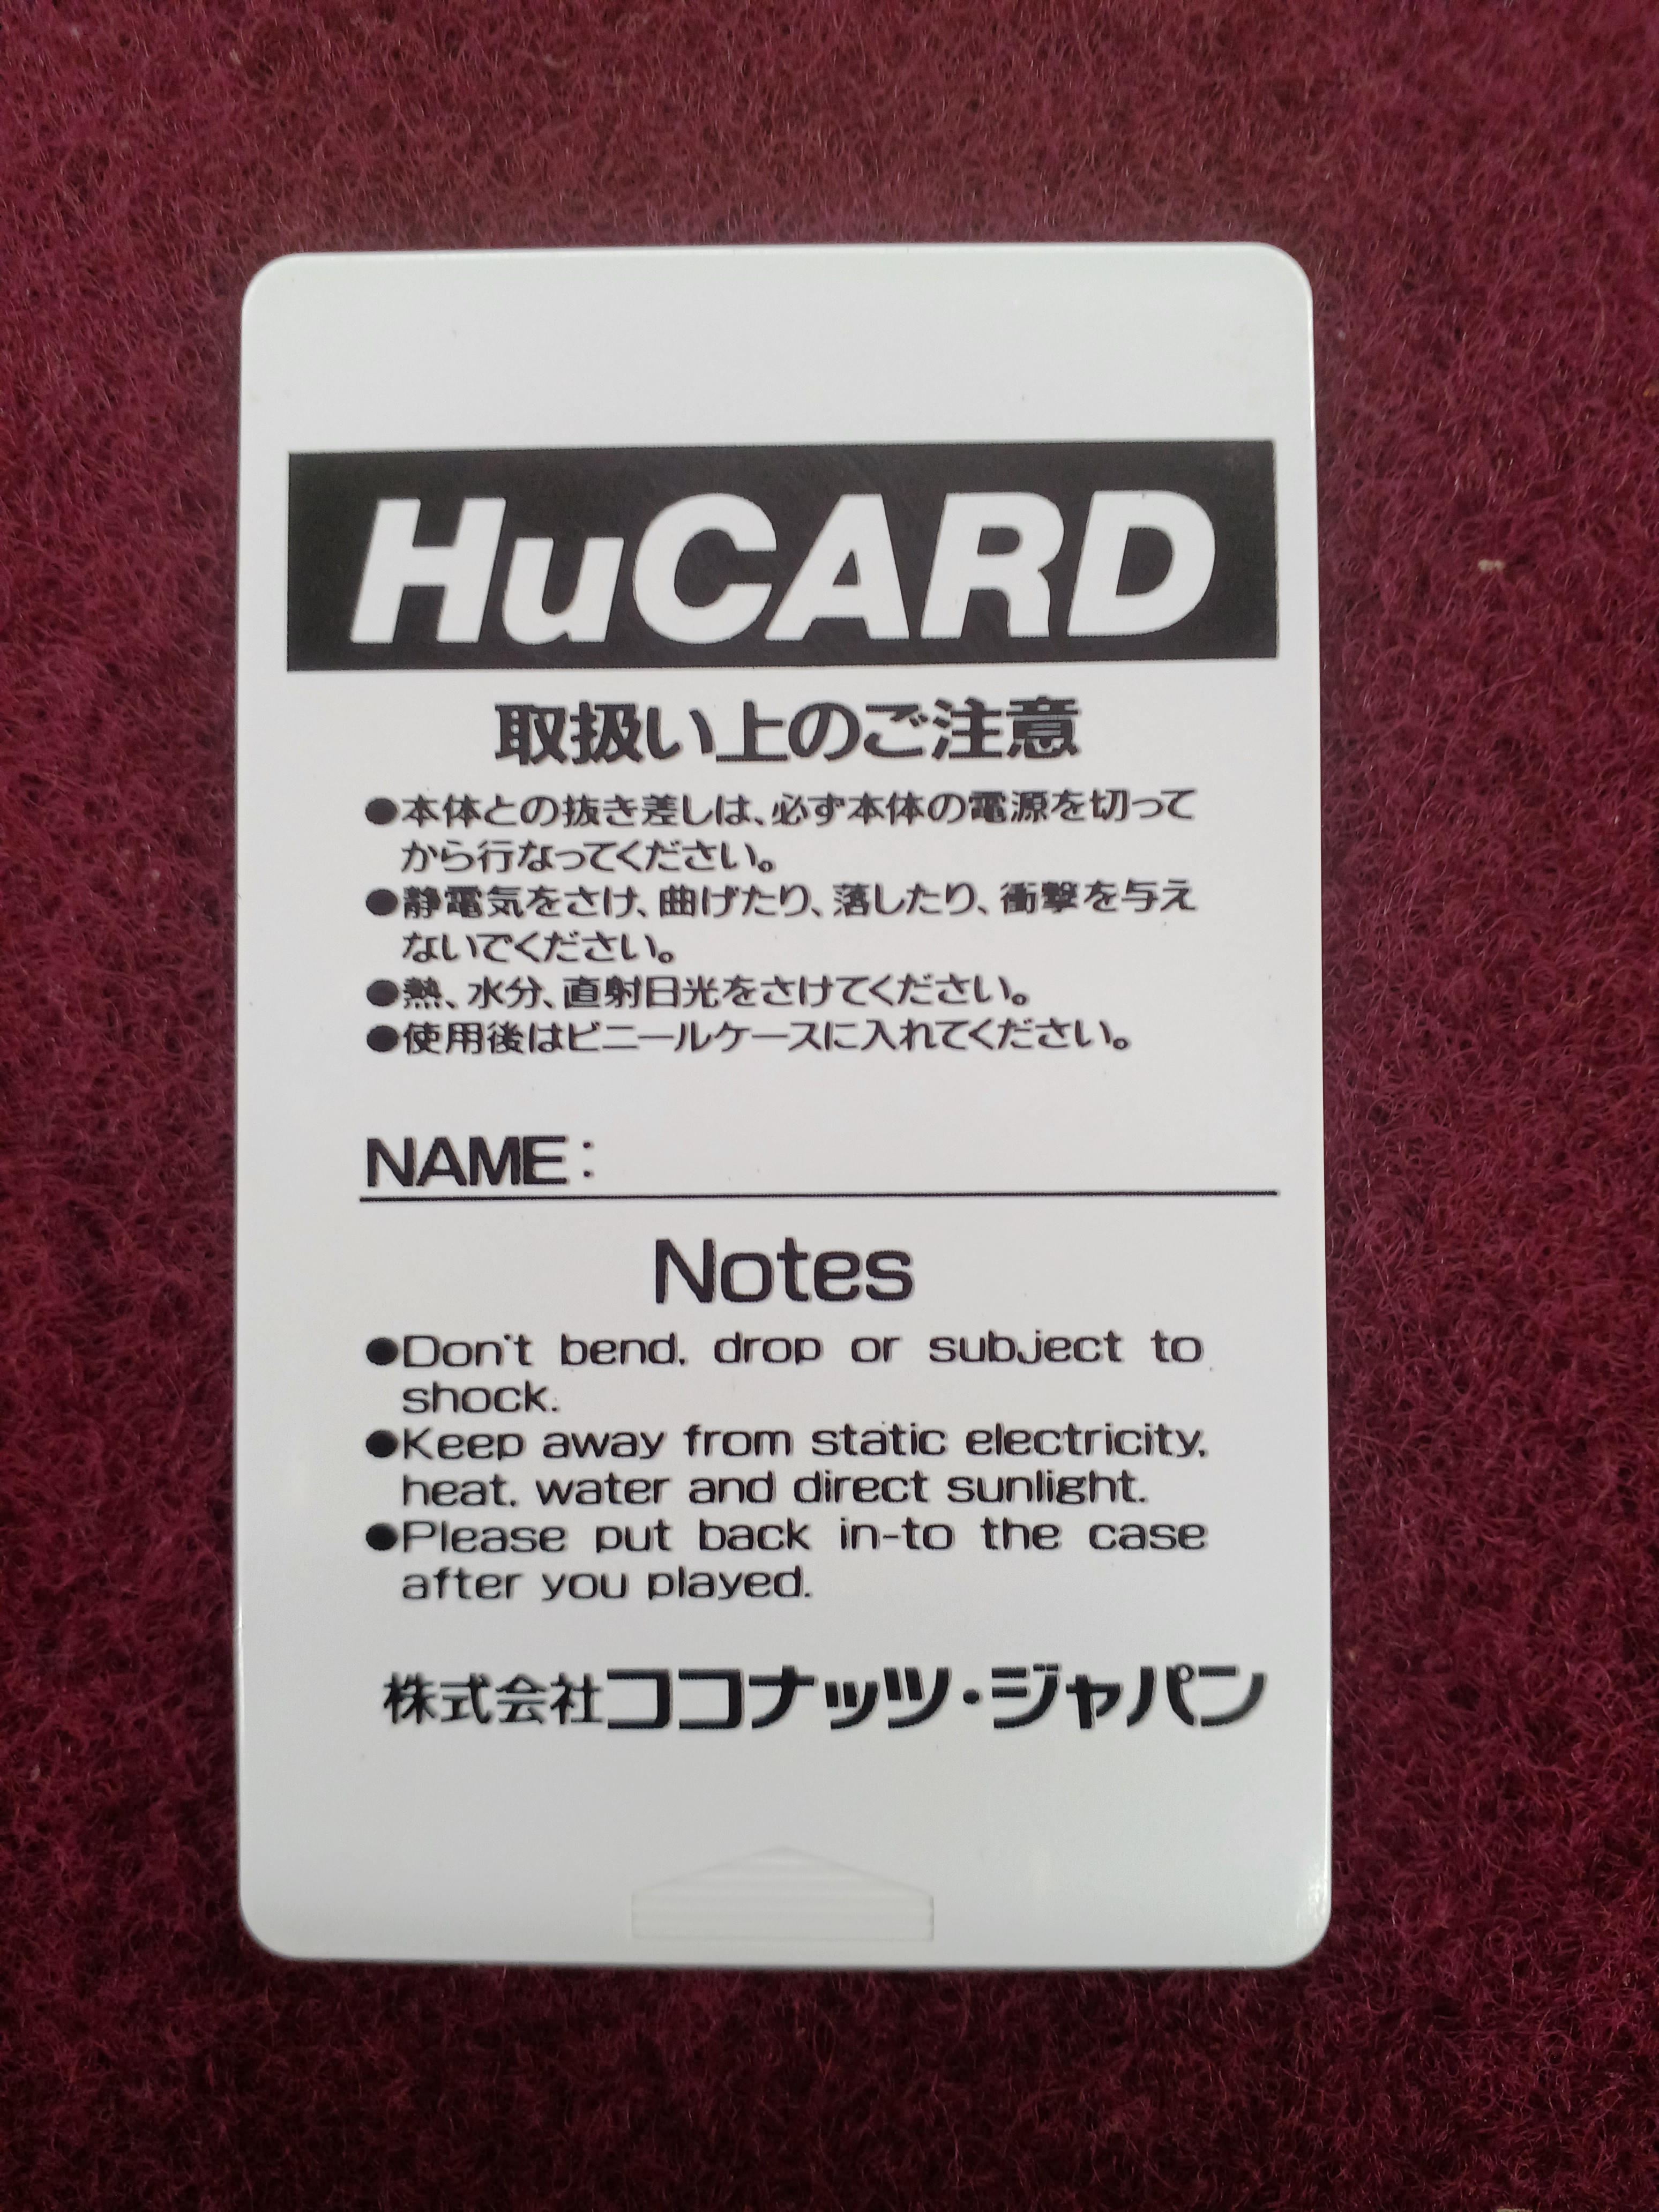 HuCARD
取扱い上のご注意
●本体との抜き差しは、必ず本体の電源を切って
から行なってください。
●静電気をさけ、曲げたり、落したり、衝撃を与え
ないでください。
●熱、水分、直射日光をさけてください。
●使用後はビニールケースに入れてください。
NAME:
Notes
●Don't bend, drop or subject to
shock.
●Keep away from static electricity,
heat, water and direct sunlight.
●Please put back in-to the case
after you played.
株式会社ココナッツ・ジャパン